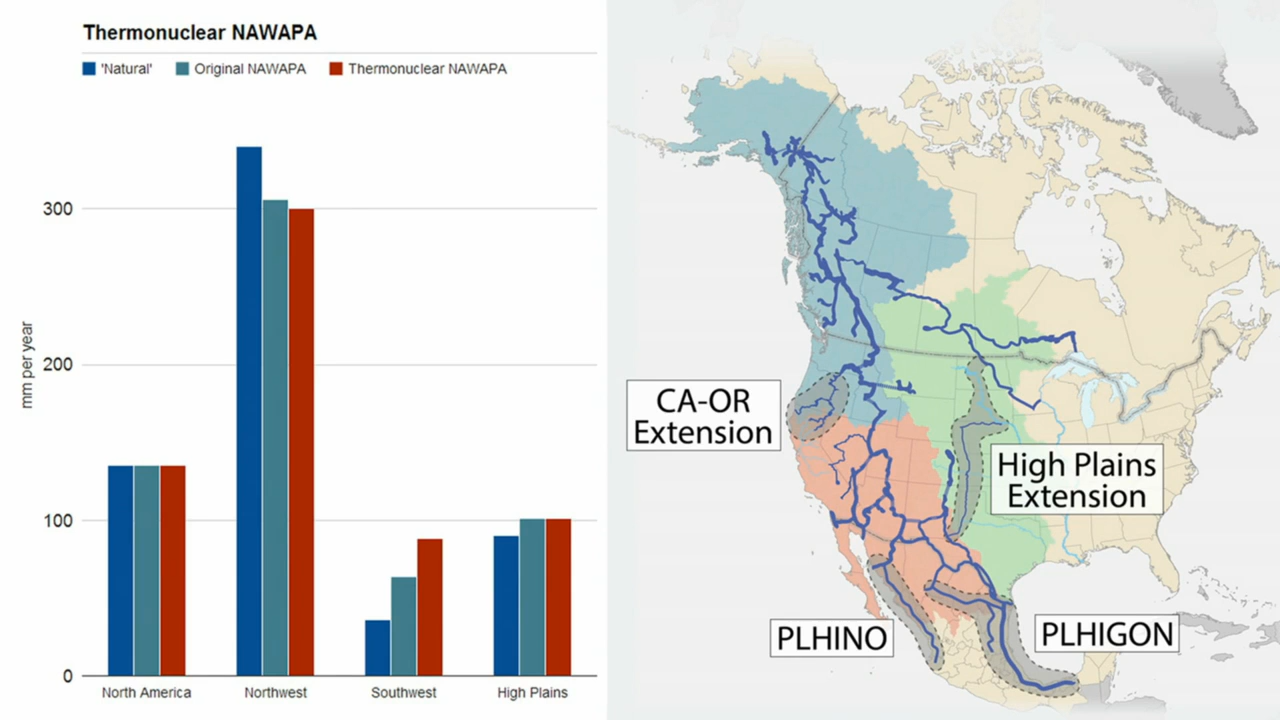 Thermonuclear NAWAPA
'Natural'
Original NAWAPA
Thermonuclear NAWAPA
mm per year
300
200
100
0
North America
Northwest
Southwest
High Plains
CA-OR
Extension
High Plains
Extension
PLHINO
PLHIGON